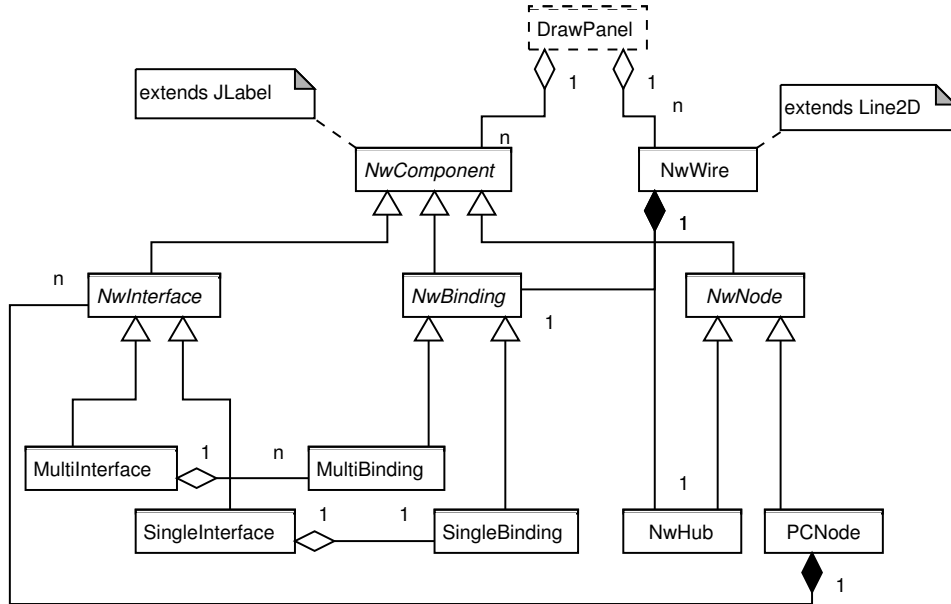 DrawPanel
1
1
extends JLabel
n
n
extends Line2D
NwComponent
NwWire
1
n
NwInterface
NwBinding
NwNode
1
MultiInterface
1
n
MultiBinding
1
SingleInterface
1
1
SingleBinding
NwHub
PCNode
1